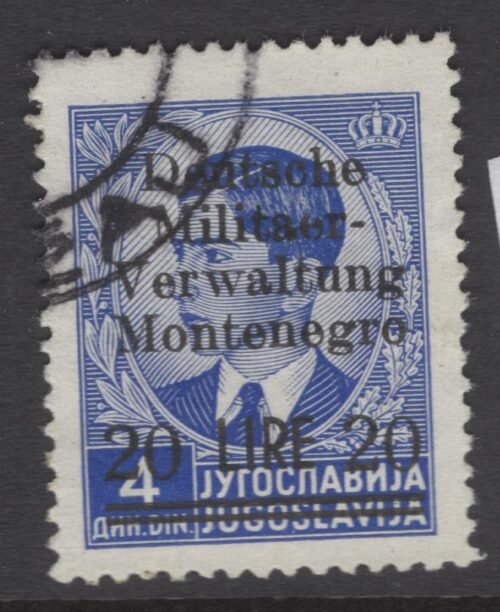 Deutsche
Militaer-
Verwaltung
Montenegro
20 LIRE 20
4 ЈУГОСЛАВИЈА
ДИН. DIN. JUGOSLAVIJA